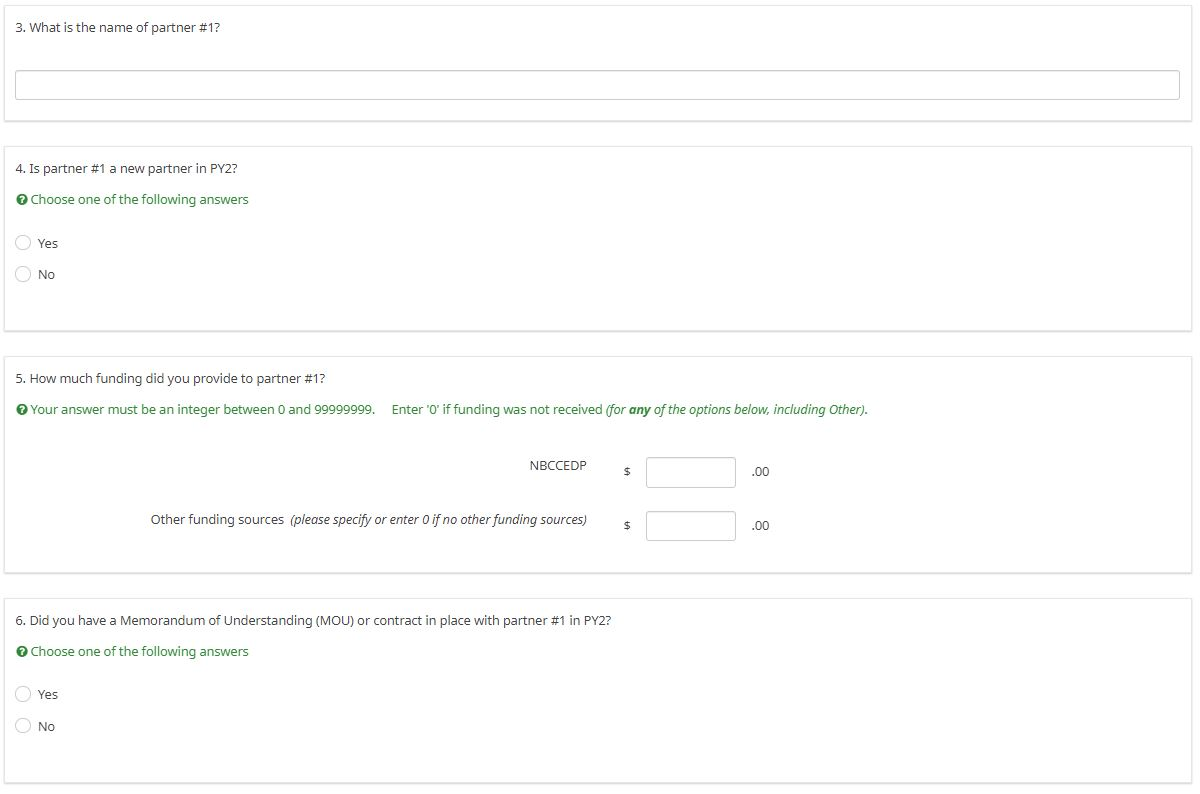 3. What is the name of partner #1?
4. Is partner #1 a new partner in PY2?
Choose one of the following answers
Yes
No
5. How much funding did you provide to partner #1?
Your answer must be an integer between 0 and 99999999. Enter '0' if funding was not received (for any of the options below, including Other).
NBCCEDP $ .00
Other funding sources (please specify or enter 0 if no other funding sources) $ .00
6. Did you have a Memorandum of Understanding (MOU) or contract in place with partner #1 in PY2?
Choose one of the following answers
Yes
No